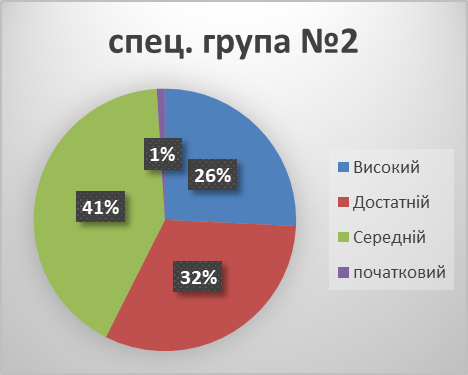 спец. група №2
1%
26%
41%
32%
Високий
Достатній
Середній
початковий